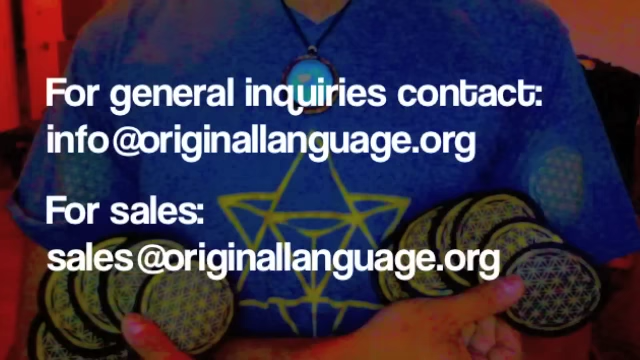 For general inquiries contact:
info@originallanguage.org
For sales:
sales@originallanguage.org